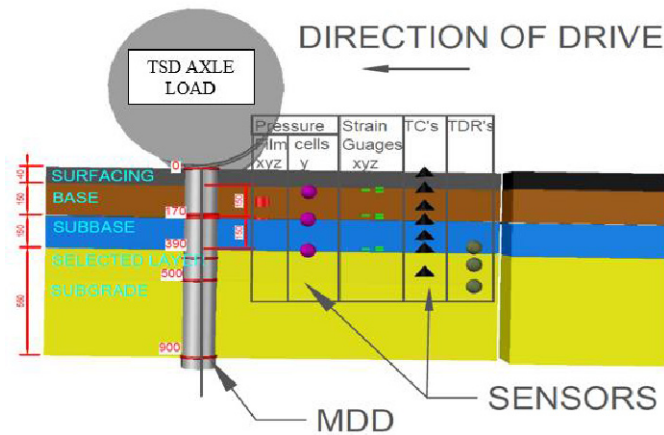 DIRECTION OF DRIVE
TSD AXLE
LOAD
Pressure
Film
xyz
cells
y
Strain
Guages
xyz
TC's
TDR's
0
40
SURFACING
BASE
150
150
170
SUBBASE
150
390
SELECTED LAYER
500
SUBGRADE
900
SENSORS
MDD